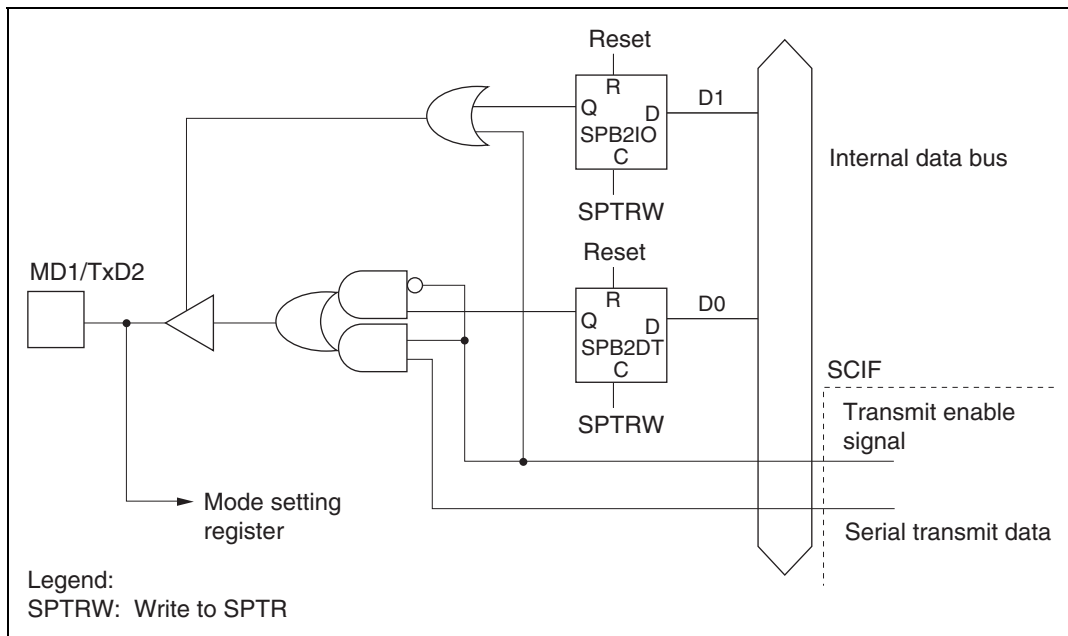 Reset
R
D1
Q
D
SPB2IO
C
Internal data bus
SPTRW
Reset
MD1/TxD2
R
D0
Q
D
SPB2DT
C
SCIF
SPTRW
Transmit enable
signal
Mode setting
register
Serial transmit data
Legend:
SPTRW: Write to SPTR